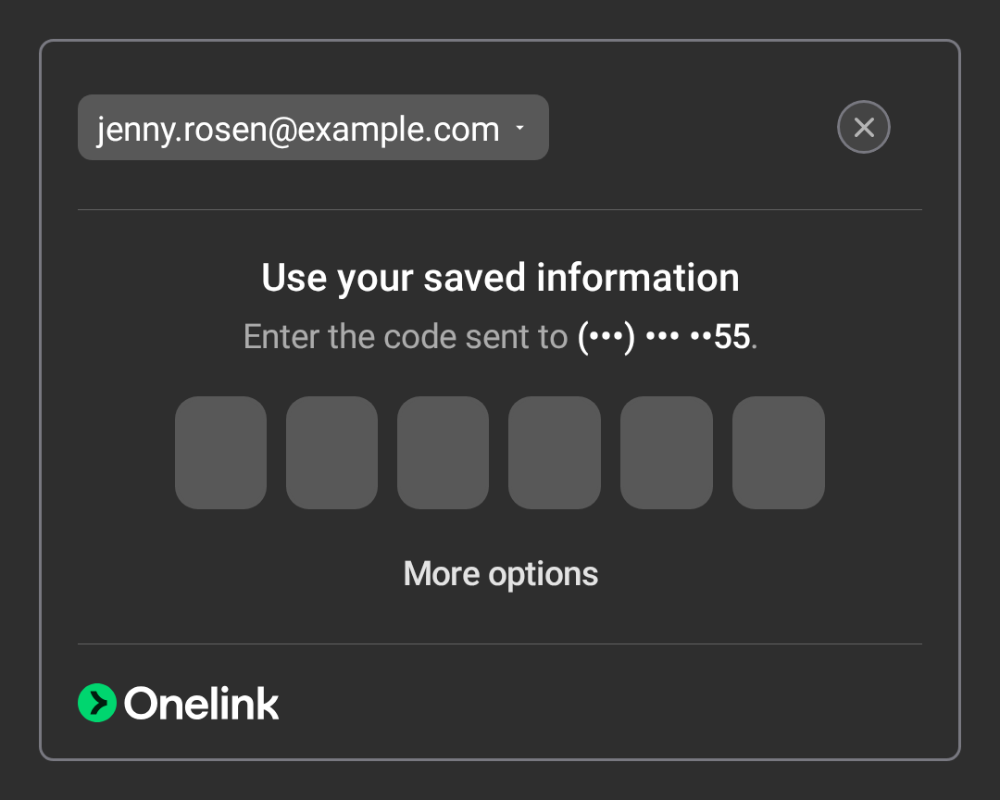 jenny.rosen@example.com
Use your saved information
Enter the code sent to (•••) ••• ••55.
More options
Onelink